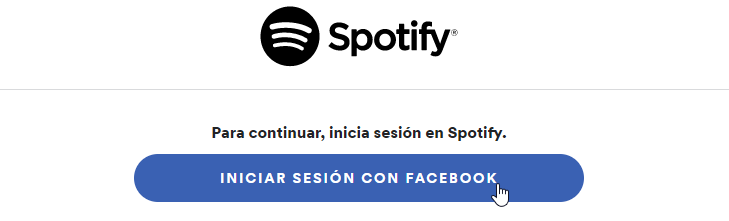 Spotify®
Para continuar, inicia sesión en Spotify.
INICIAR SESIÓN CON FACEBOOK